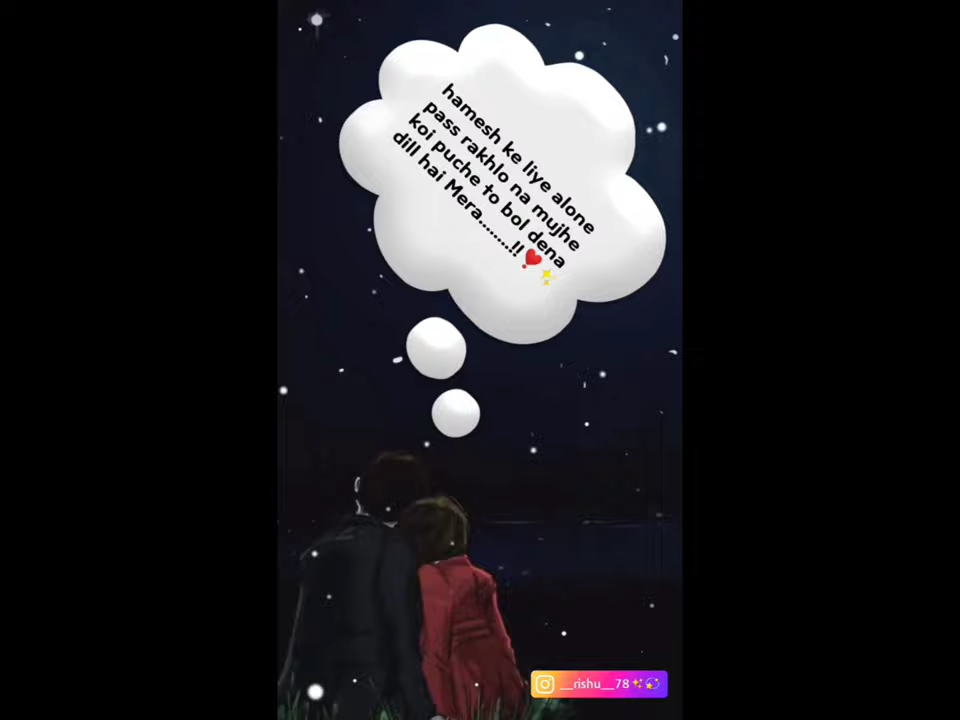 hamesh ke liye alone
pass rakhlo na mujhe
koi puche to bol dena
dill hai Mera........!!❣️
✨
__rishu__78✨💫